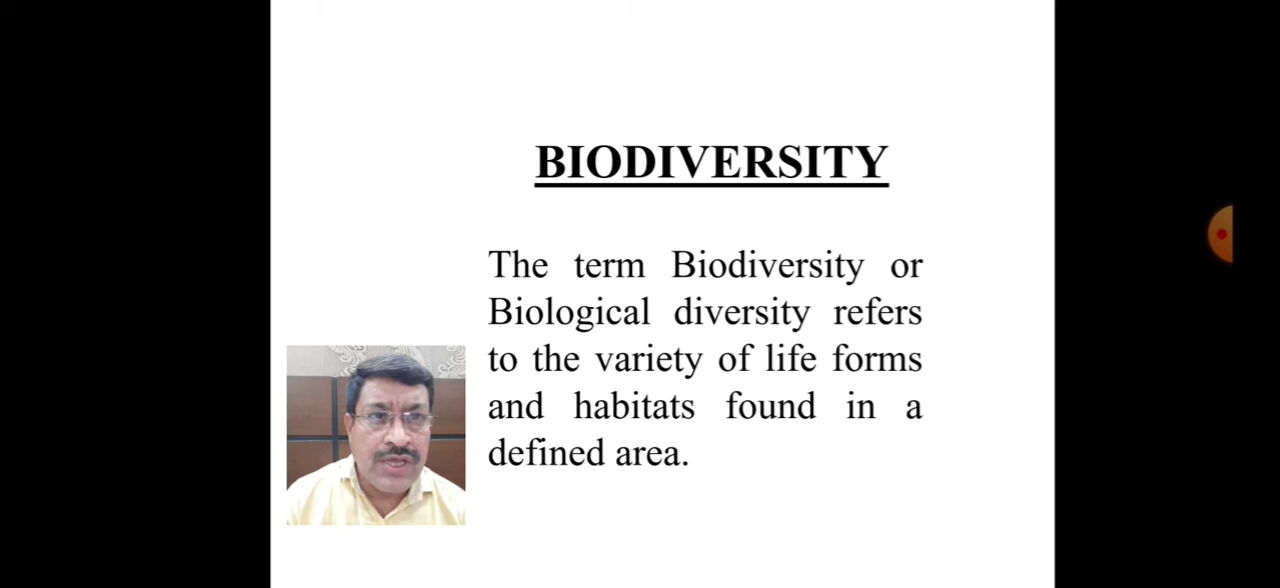 BIODIVERSITY
The term Biodiversity or
Biological diversity refers
to the variety of life forms
and habitats found in a
defined area.